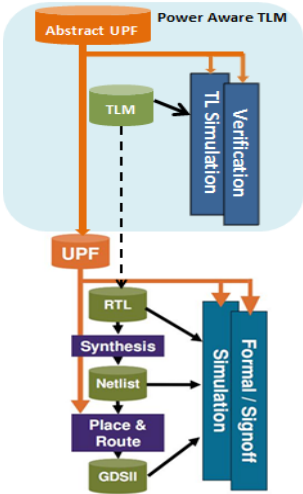 Power Aware TLM
Abstract UPF
TLM
TL Simulation
Verification
UPF
RTL
Synthesis
Netlist
Place &
Route
GDSII
Simulation
Formal / Signoff